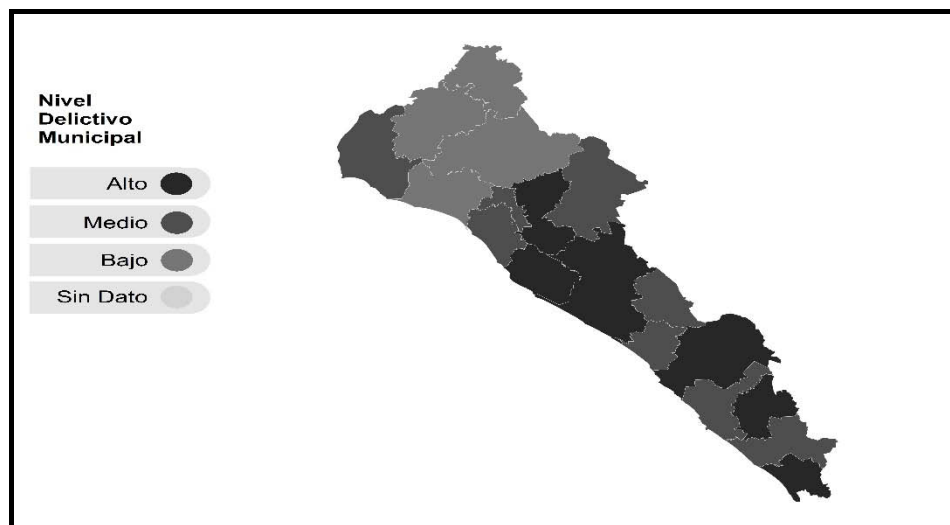 Nivel
Delictivo
Municipal
Alto
Medio
Bajo
Sin Dato